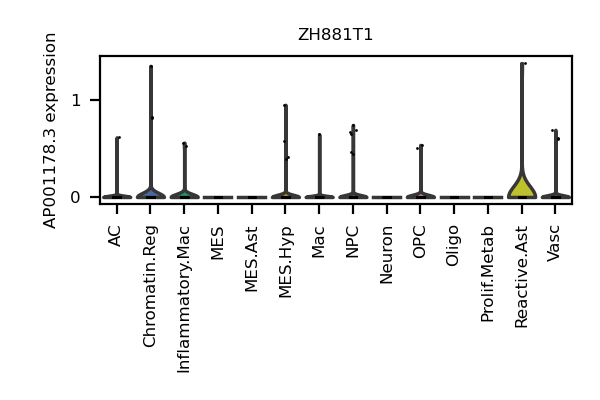 ZH881T1
AP001178.3 expression
1
0
AC
Chromatin.Reg
Inflammatory.Mac
MES
MES.Ast
MES.Hyp
Mac
NPC
Neuron
OPC
Oligo
Prolif.Metab
Reactive.Ast
Vasc